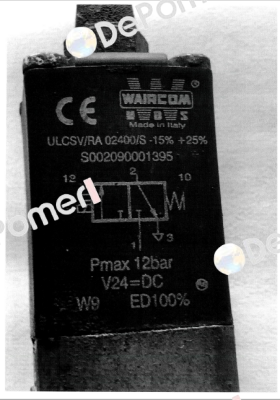 DePomeri
CE
WAIRCOM
M B S
Made in Italy
ULCSV/RA 02400/S -15% +25%
S002090001395
12 2 10
1 3
Pmax 12bar
V24=DC
W9 ED100%